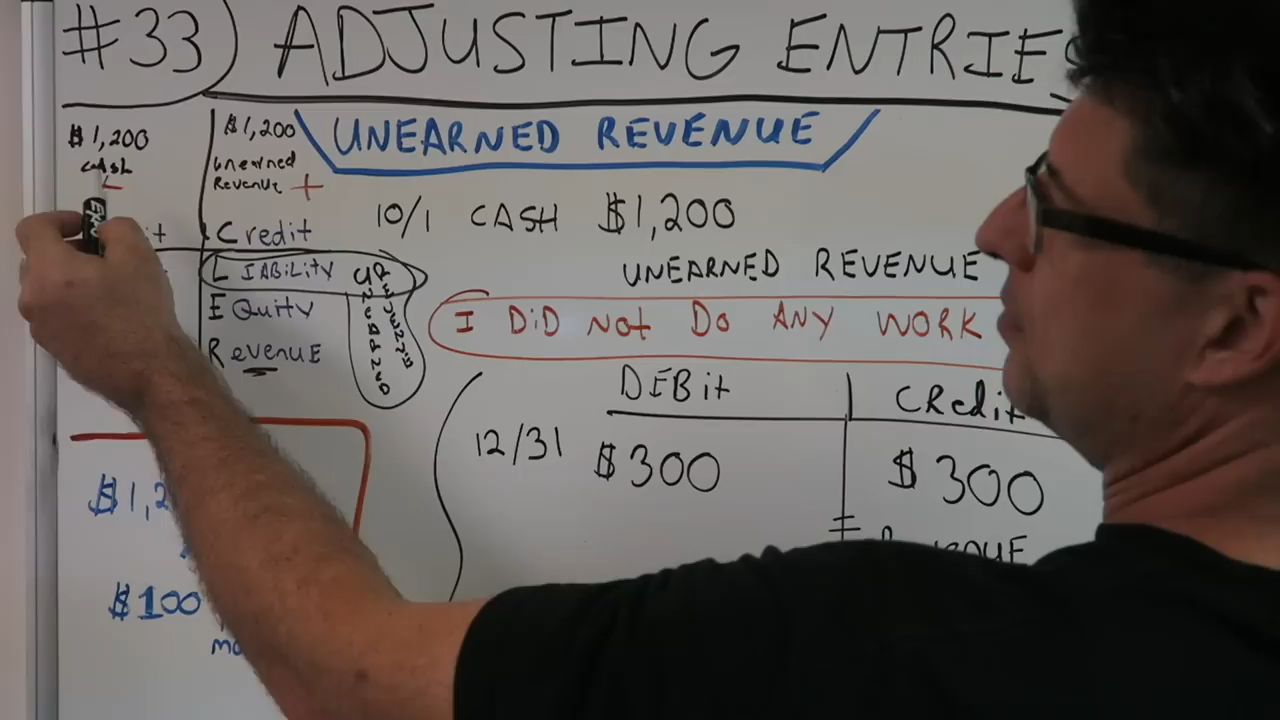 #33) ADJUSTING ENTRIES
$1,200
cash
$1,200
unearned
Revenue +
UNEARNED REVENUE
10/1 CASH $1,200
UNEARNED REVENUE
Credit
LIABILITY
EQuity
REvenuE
I DiD Not Do ANY WORK
DEBit
CRedit
12/31 $300
$300
$1,2
$100